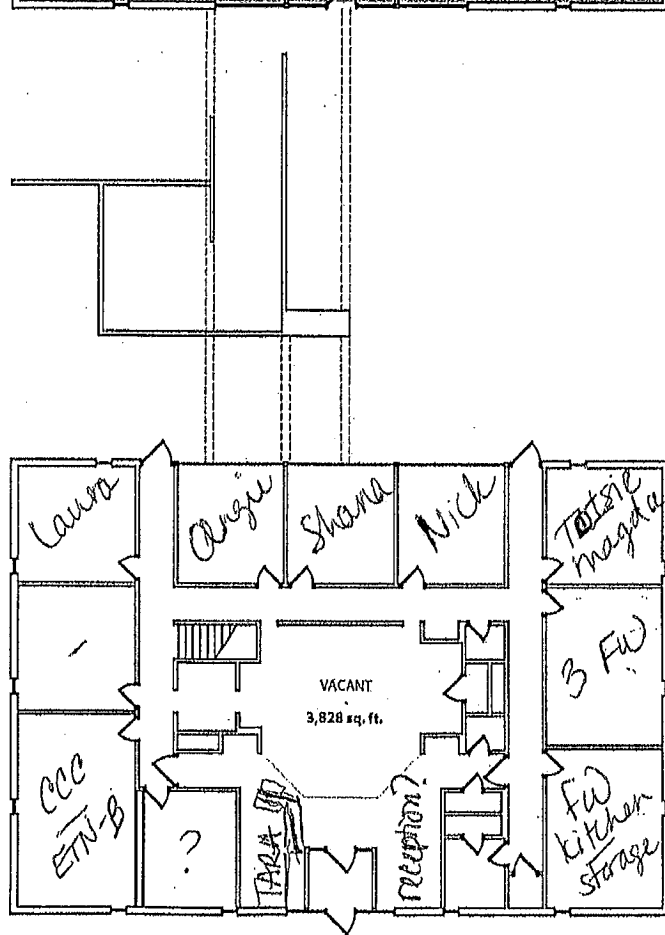 Laura
Angie
Shana
Nick
Totsie
magda
-
3 FW
VACANT
3,828 sq. ft.
CCC
ETN-B
?
TARA
reception?
FW
kitchen
storage